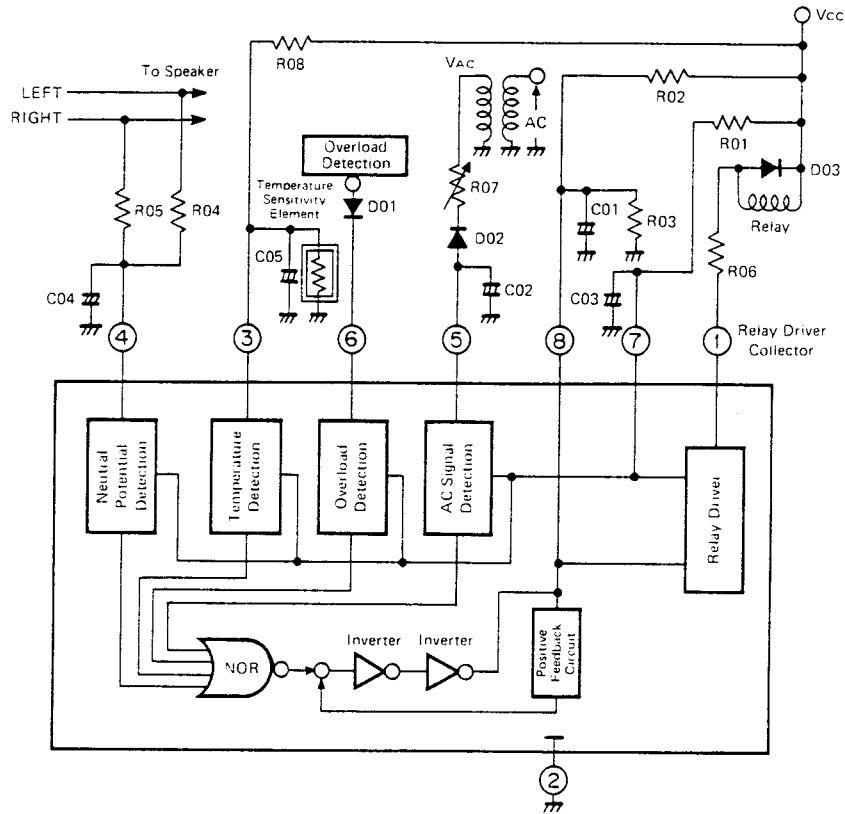 Vcc
R08
To Speaker
VAC
LEFT
RIGHT
AC
R02
R01
Overload
Detection
D03
Temperature
Sensitivity
Element
R07
Relay
R05
R04
D01
C01
R03
C05
D02
R06
C04
C02
C03
4
3
6
5
8
7
1
Relay Driver
Collector
Neutral
Potential
Detection
Temperature
Detection
Overload
Detection
AC Signal
Detection
Relay Driver
Inverter
Inverter
NOR
Positive
Feedback
Circuit
2